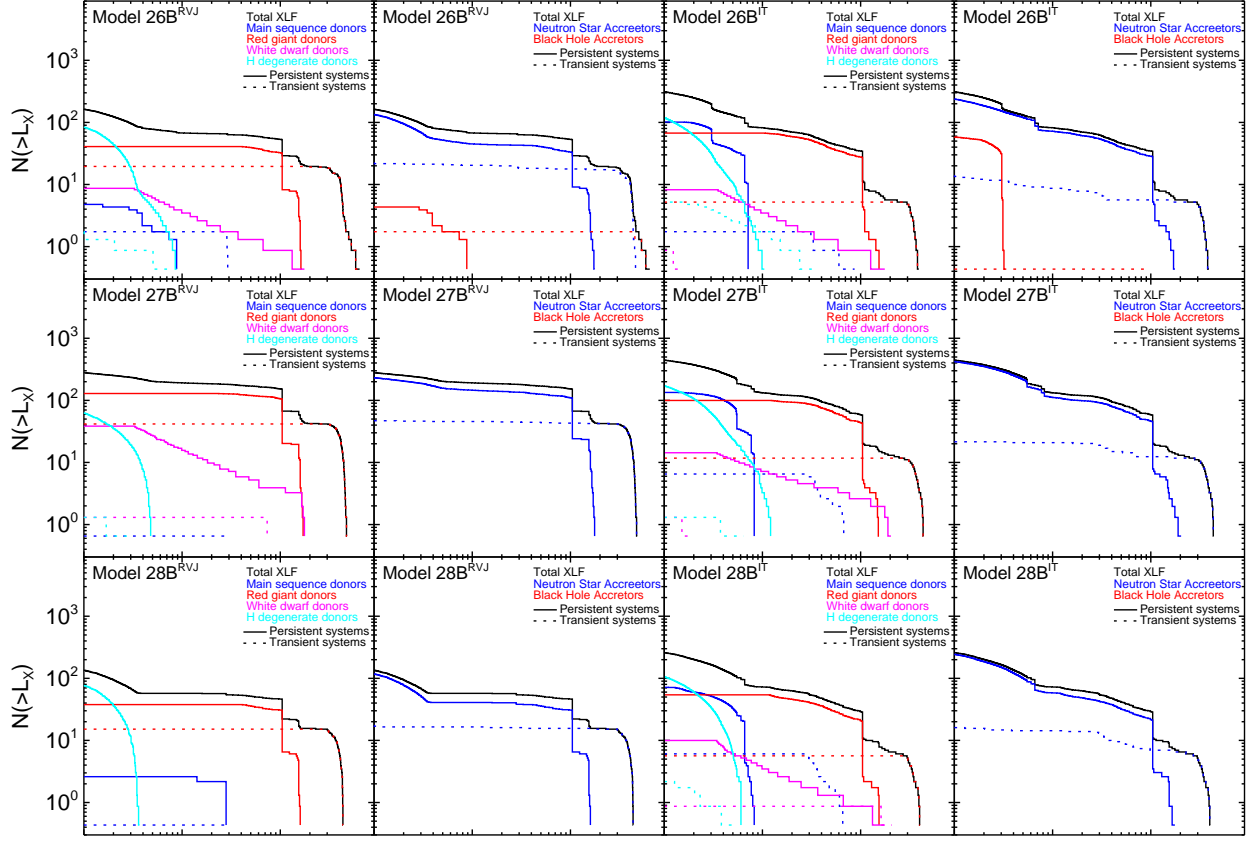 Model 26B^RVJ
Total XLF
Main sequence donors
Red giant donors
White dwarf donors
H degenerate donors
Persistent systems
Transient systems
Model 26B^RVJ
Total XLF
Neutron Star Accreetors
Black Hole Accretors
Persistent systems
Transient systems
Model 26B^IT
Total XLF
Main sequence donors
Red giant donors
White dwarf donors
H degenerate donors
Persistent systems
Transient systems
Model 26B^IT
Total XLF
Neutron Star Accreetors
Black Hole Accretors
Persistent systems
Transient systems
10^3
10^2
10^1
10^0
N(>L_X)
Model 27B^RVJ
Total XLF
Main sequence donors
Red giant donors
White dwarf donors
H degenerate donors
Persistent systems
Transient systems
Model 27B^RVJ
Total XLF
Neutron Star Accreetors
Black Hole Accretors
Persistent systems
Transient systems
Model 27B^IT
Total XLF
Main sequence donors
Red giant donors
White dwarf donors
H degenerate donors
Persistent systems
Transient systems
Model 27B^IT
Total XLF
Neutron Star Accreetors
Black Hole Accretors
Persistent systems
Transient systems
10^3
10^2
10^1
10^0
N(>L_X)
Model 28B^RVJ
Total XLF
Main sequence donors
Red giant donors
White dwarf donors
H degenerate donors
Persistent systems
Transient systems
Model 28B^RVJ
Total XLF
Neutron Star Accreetors
Black Hole Accretors
Persistent systems
Transient systems
Model 28B^IT
Total XLF
Main sequence donors
Red giant donors
White dwarf donors
H degenerate donors
Persistent systems
Transient systems
Model 28B^IT
Total XLF
Neutron Star Accreetors
Black Hole Accretors
Persistent systems
Transient systems
10^3
10^2
10^1
10^0
N(>L_X)